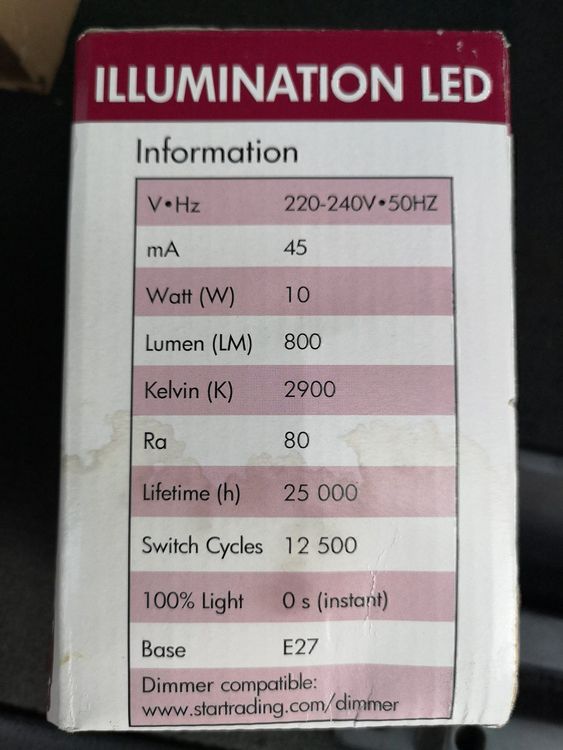 ILLUMINATION LED
Information
V•Hz 220-240V•50HZ
mA 45
Watt (W) 10
Lumen (LM) 800
Kelvin (K) 2900
Ra 80
Lifetime (h) 25 000
Switch Cycles 12 500
100% Light 0 s (instant)
Base E27
Dimmer compatible:
www.startrading.com/dimmer